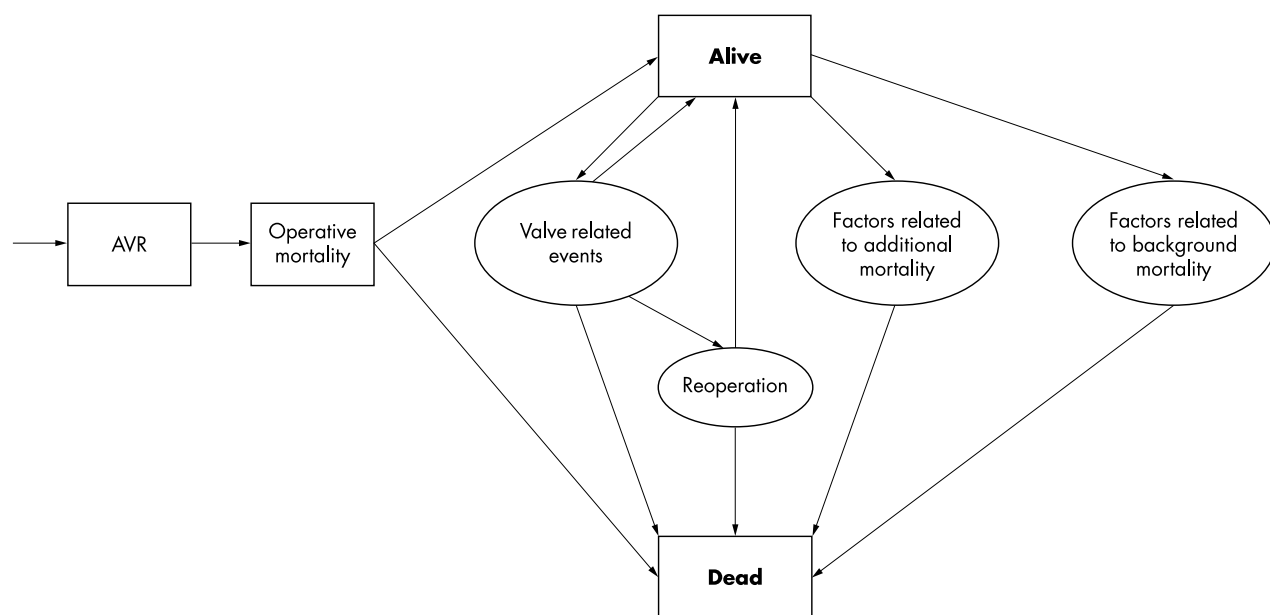 Alive
AVR
Operative
mortality
Valve related
events
Factors related
to additional
mortality
Factors related
to background
mortality
Reoperation
Dead